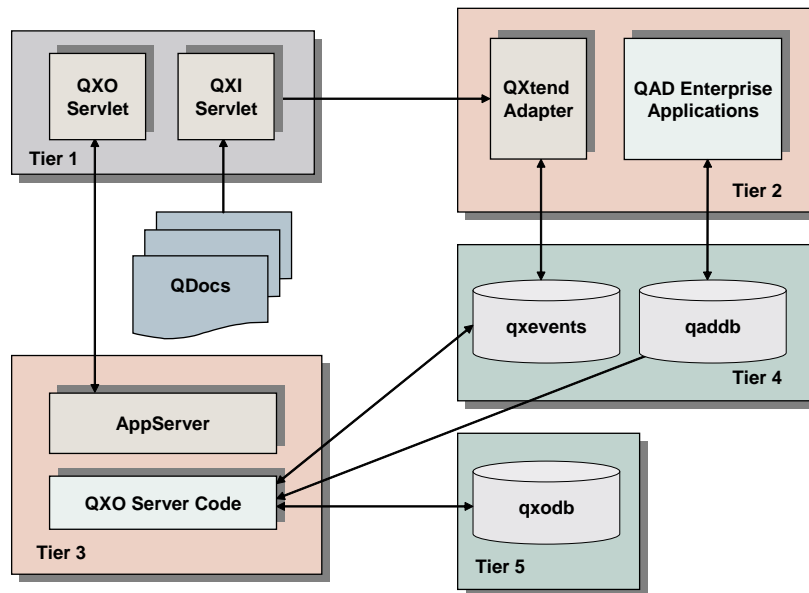 QXO
Servlet
QXI
Servlet
Tier 1
QXtend
Adapter
QAD Enterprise
Applications
Tier 2
QDocs
qxevents
qaddb
Tier 4
AppServer
QXO Server Code
Tier 3
qxodb
Tier 5